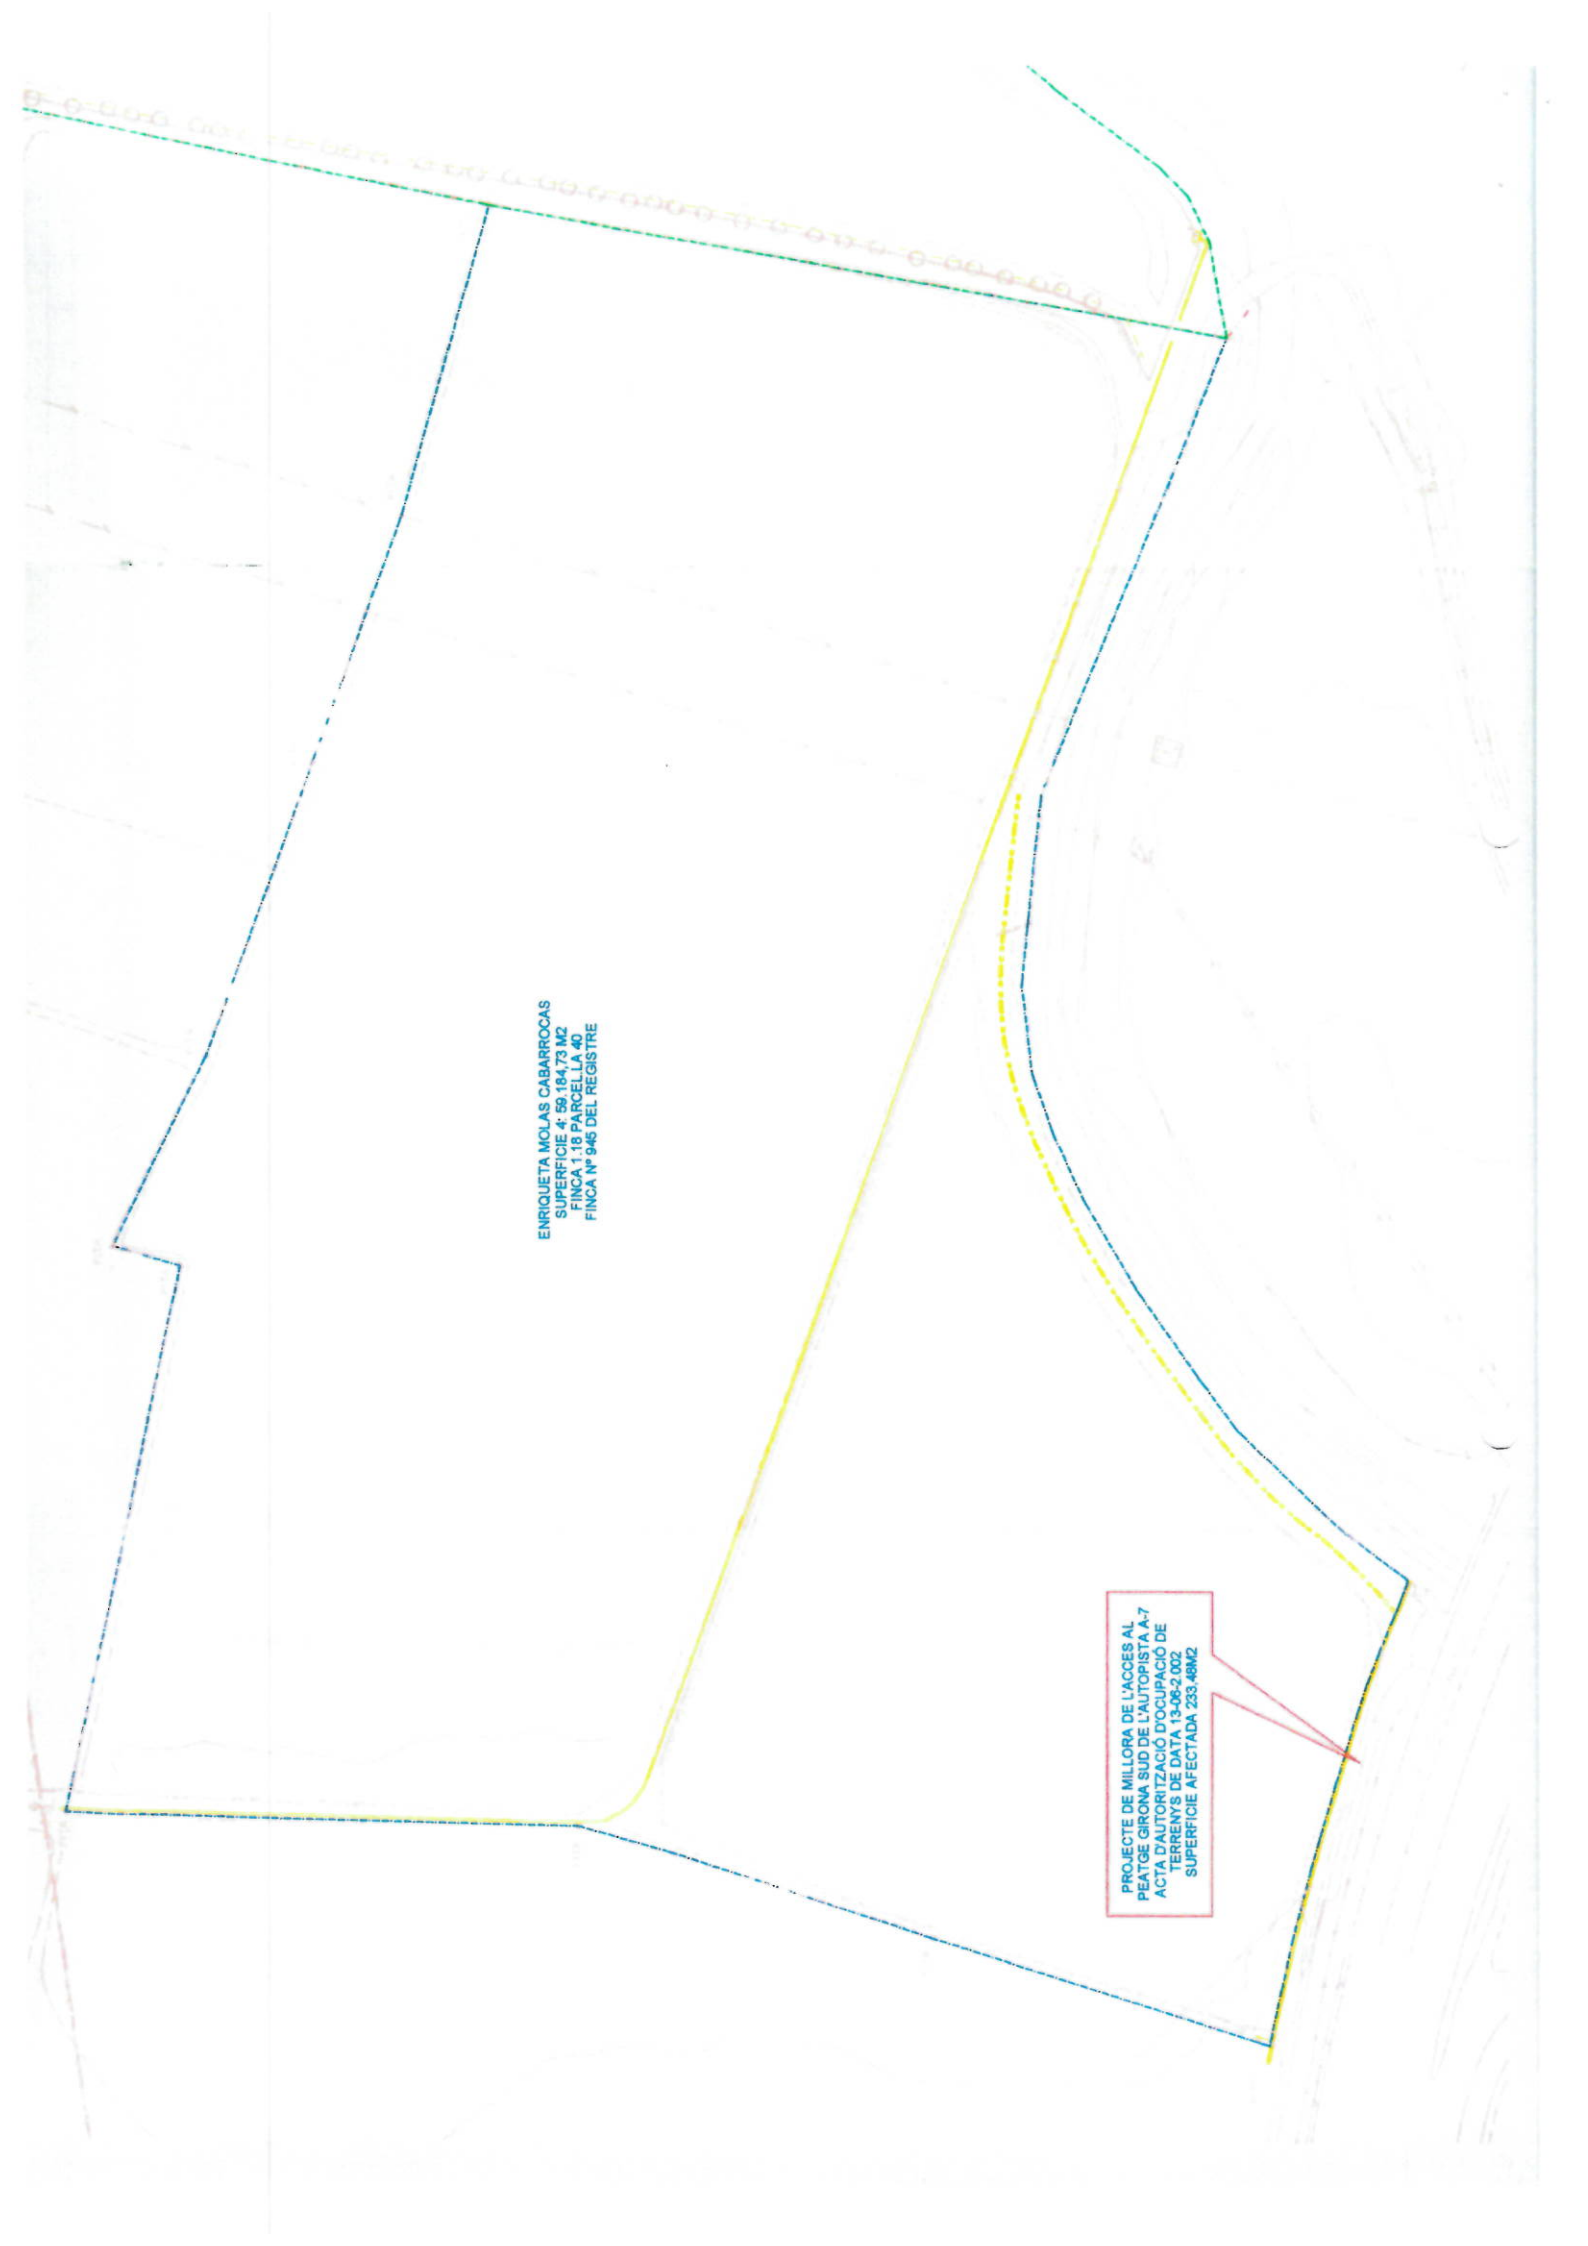 ENRIQUETA MOLAS CABARROCAS
SUPERFICIE 4: 59.184,73 M2
FINCA 1.18 PARCEL.LA 40
FINCA Nº 945 DEL REGISTRE
PROJECTE DE MILLORA DE L'ACCES AL
PEATGE GIRONA SUD DE L'AUTOPISTA A-7
ACTA D'AUTORITZACIÓ D'OCUPACIÓ DE
TERRENYS DE DATA 13-06-2.002
SUPERFICIE AFECTADA 233,48M2